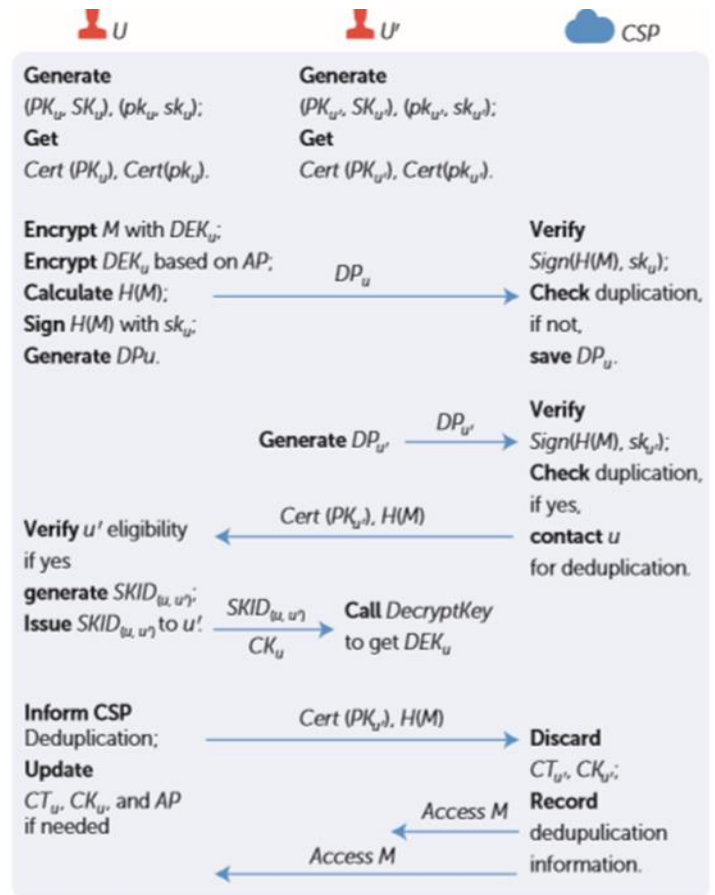 U
U'
CSP
Generate
(PKu, SKu), (pku, sku);
Get
Cert (PKu), Cert(pku).
Generate
(PKu', SKu'), (pku', sku');
Get
Cert (PKu'), Cert(pku').
Encrypt M with DEKu;
Encrypt DEKu based on AP;
Calculate H(M);
Sign H(M) with sku;
Generate DPu.
DPu
Verify
Sign(H(M), sku);
Check duplication,
if not,
save DPu.
Generate DPu'
DPu'
Verify
Sign(H(M), sku');
Check duplication,
if yes,
contact u
for deduplication.
Cert (PKu'), H(M)
Verify u' eligibility
if yes
generate SKID(u, u');
Issue SKID(u, u') to u'.
SKID(u, u')
CKu
Call DecryptKey
to get DEKu
Inform CSP
Deduplication;
Update
CTu, CKu, and AP
if needed
Cert (PKu'), H(M)
Discard
CTu', CKu';
Record
dedupulication
information.
Access M
Access M